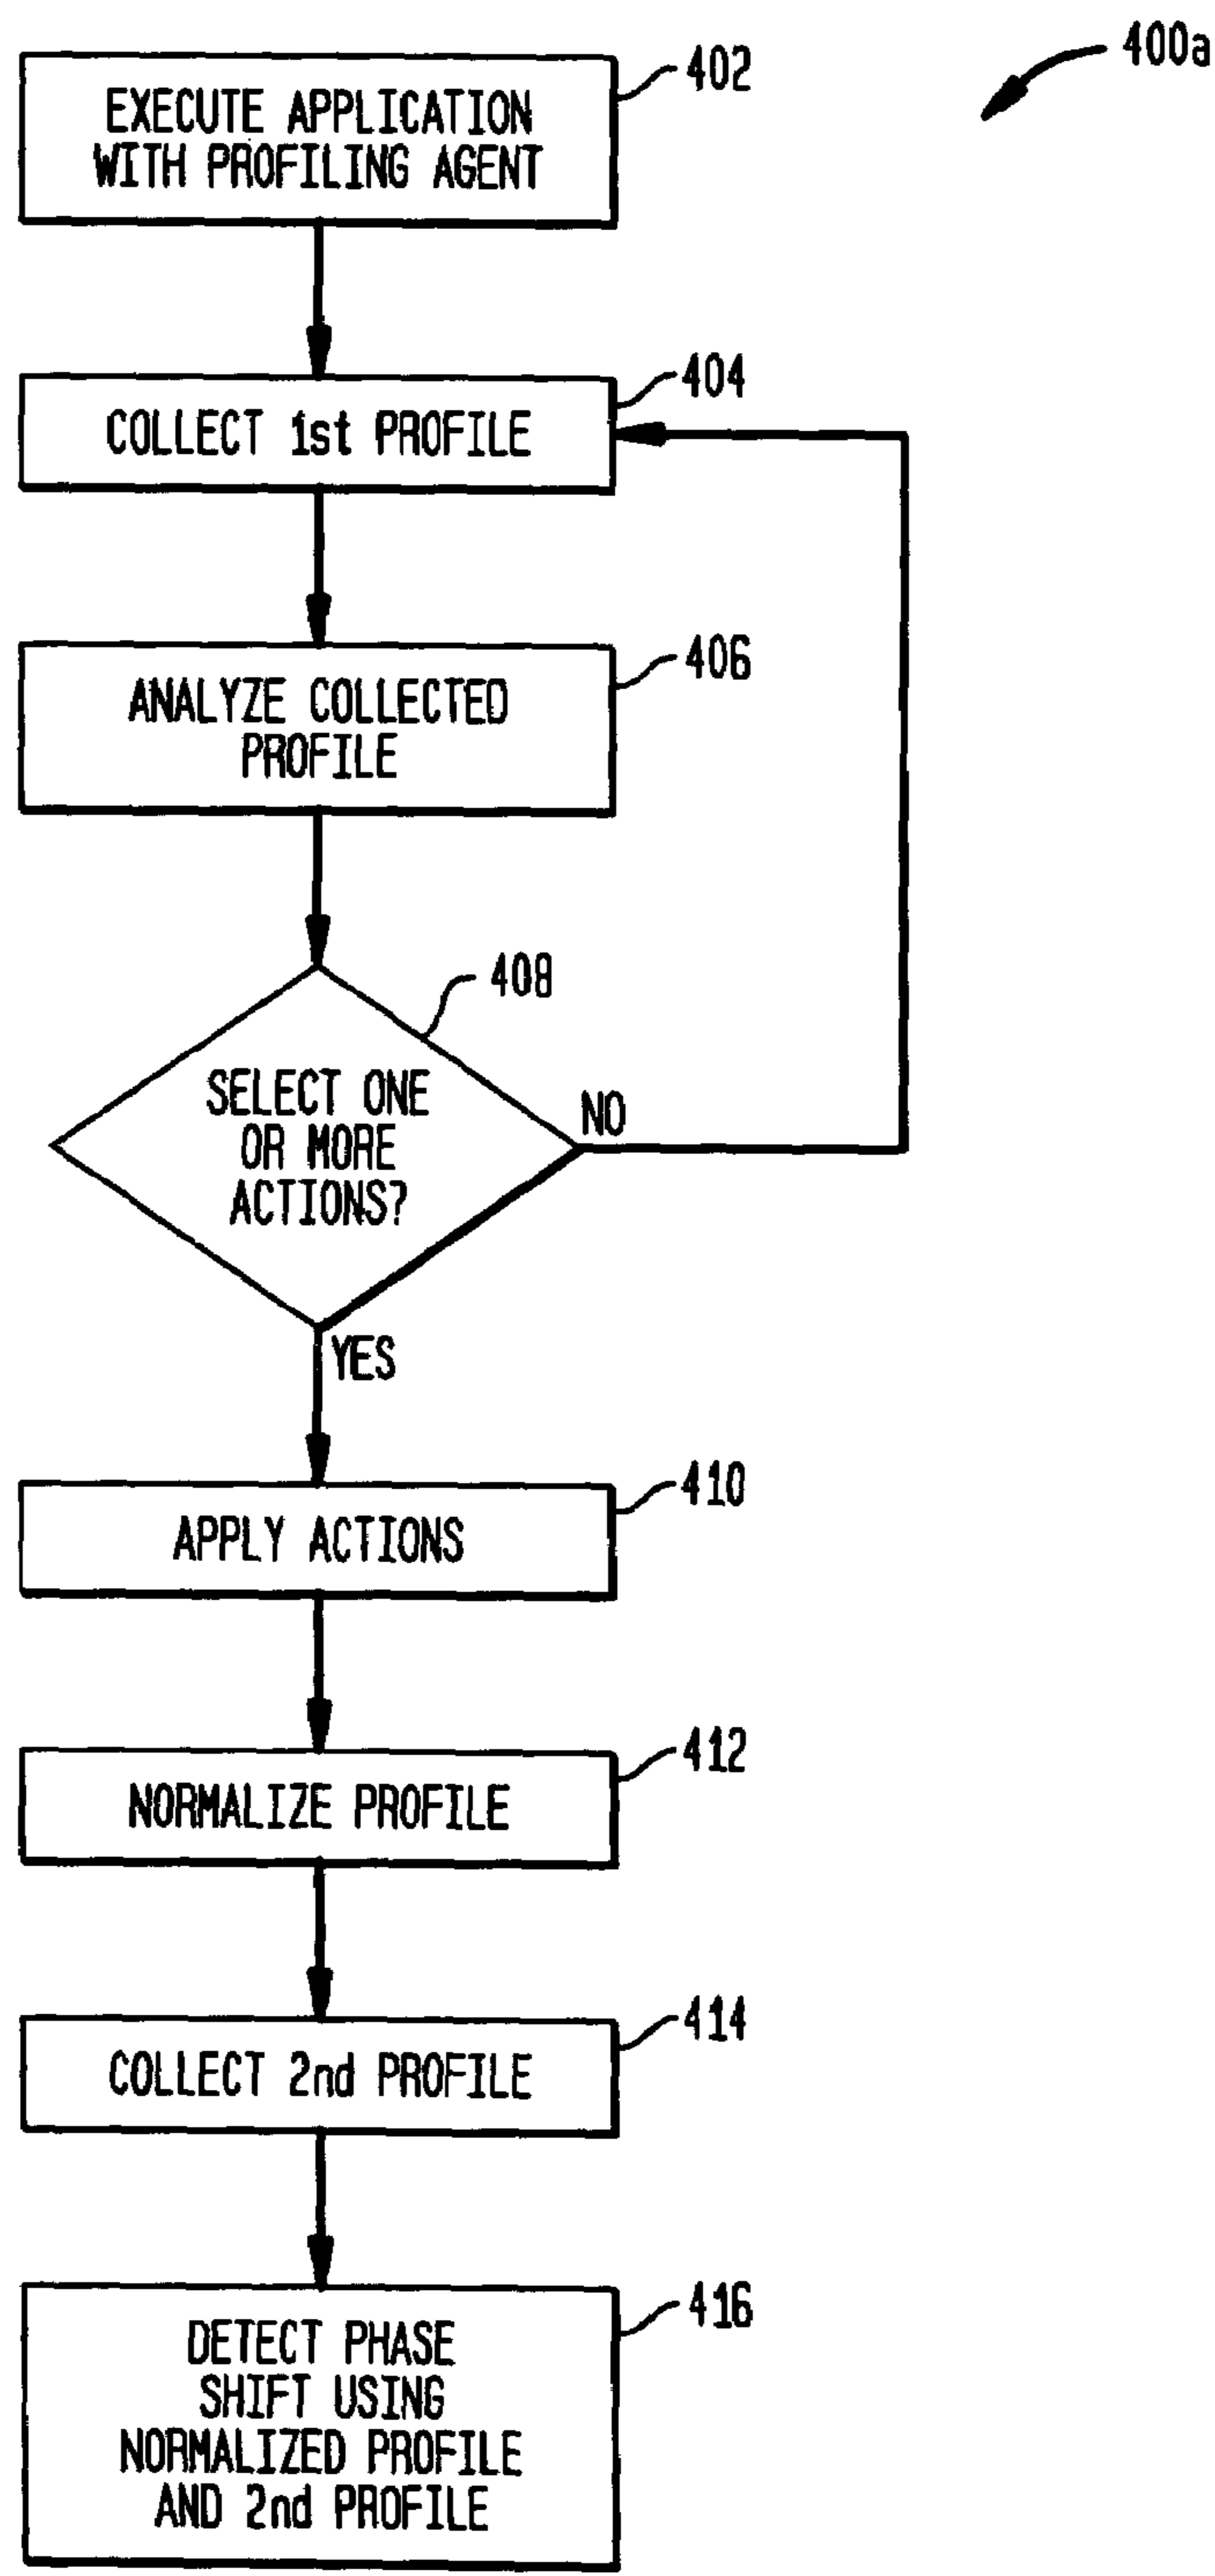 400a
402
EXECUTE APPLICATION
WITH PROFILING AGENT
404
COLLECT 1st PROFILE
406
ANALYZE COLLECTED
PROFILE
408
SELECT ONE
OR MORE
ACTIONS?
NO
YES
410
APPLY ACTIONS
412
NORMALIZE PROFILE
414
COLLECT 2nd PROFILE
416
DETECT PHASE
SHIFT USING
NORMALIZED PROFILE
AND 2nd PROFILE